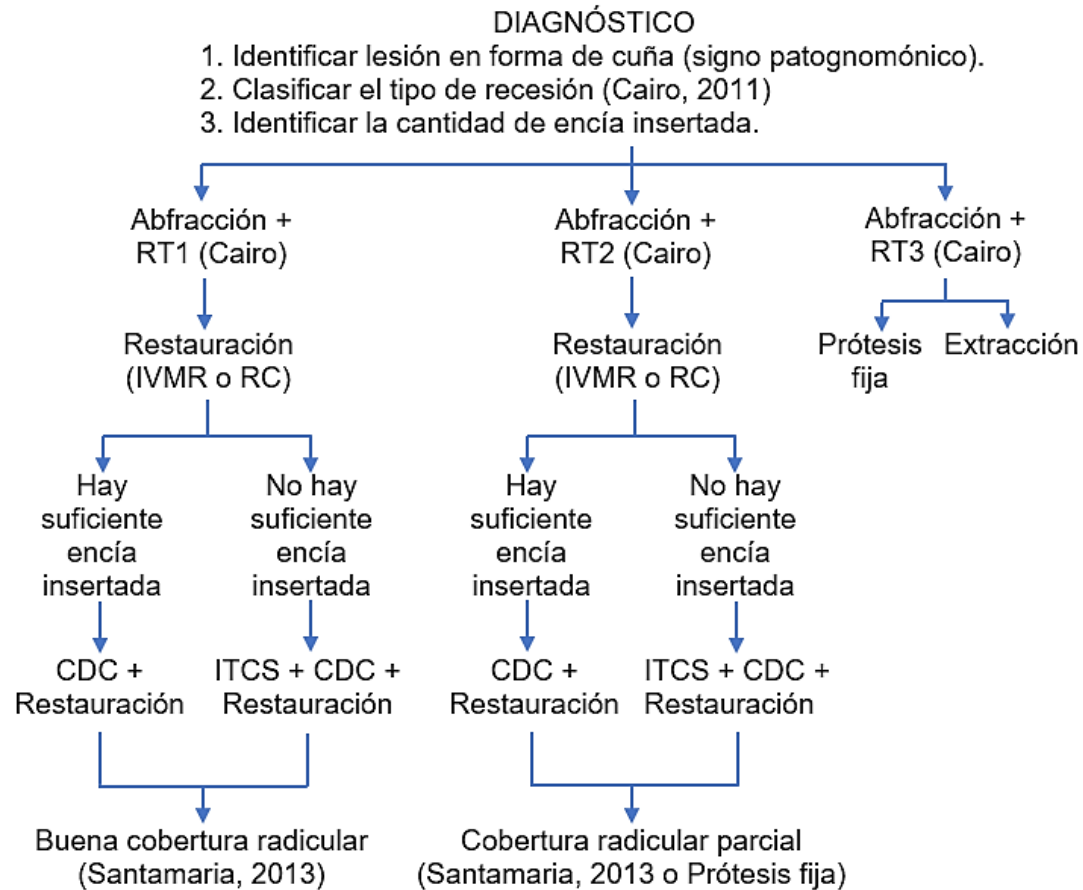 DIAGNÓSTICO
1. Identificar lesión en forma de cuña (signo patognomónico).
2. Clasificar el tipo de recesión (Cairo, 2011)
3. Identificar la cantidad de encía insertada.
Abfracción +
RT1 (Cairo)
Abfracción +
RT2 (Cairo)
Abfracción +
RT3 (Cairo)
Restauración
(IVMR o RC)
Restauración
(IVMR o RC)
Prótesis
fija
Extracción
Hay
suficiente
encía
insertada
No hay
suficiente
encía
insertada
Hay
suficiente
encía
insertada
No hay
suficiente
encía
insertada
CDC +
Restauración
ITCS + CDC +
Restauración
CDC +
Restauración
ITCS + CDC +
Restauración
Buena cobertura radicular
(Santamaria, 2013)
Cobertura radicular parcial
(Santamaria, 2013 o Prótesis fija)